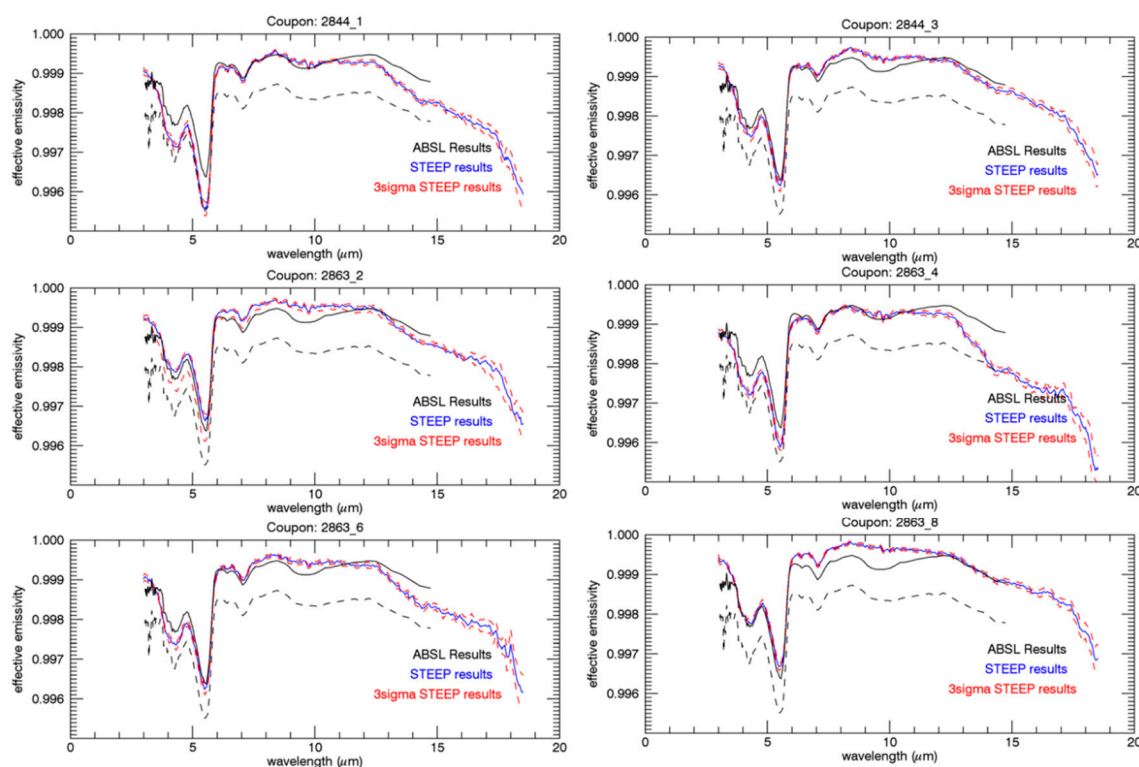 Coupon: 2844_1
1.000
0.999
0.998
0.997
0.996
effective emissivity
ABSL Results
STEEP results
3sigma STEEP results
0 5 10 15 20
wavelength (μm)
Coupon: 2844_3
1.000
0.999
0.998
0.997
0.996
effective emissivity
ABSL Results
STEEP results
3sigma STEEP results
0 5 10 15 20
wavelength (μm)
Coupon: 2863_2
1.000
0.999
0.998
0.997
0.996
effective emissivity
ABSL Results
STEEP results
3sigma STEEP results
0 5 10 15 20
wavelength (μm)
Coupon: 2863_4
1.000
0.999
0.998
0.997
0.996
effective emissivity
ABSL Results
STEEP results
3sigma STEEP results
0 5 10 15 20
wavelength (μm)
Coupon: 2863_6
1.000
0.999
0.998
0.997
0.996
effective emissivity
ABSL Results
STEEP results
3sigma STEEP results
0 5 10 15 20
wavelength (μm)
Coupon: 2863_8
1.000
0.999
0.998
0.997
0.996
effective emissivity
ABSL Results
STEEP results
3sigma STEEP results
0 5 10 15 20
wavelength (μm)